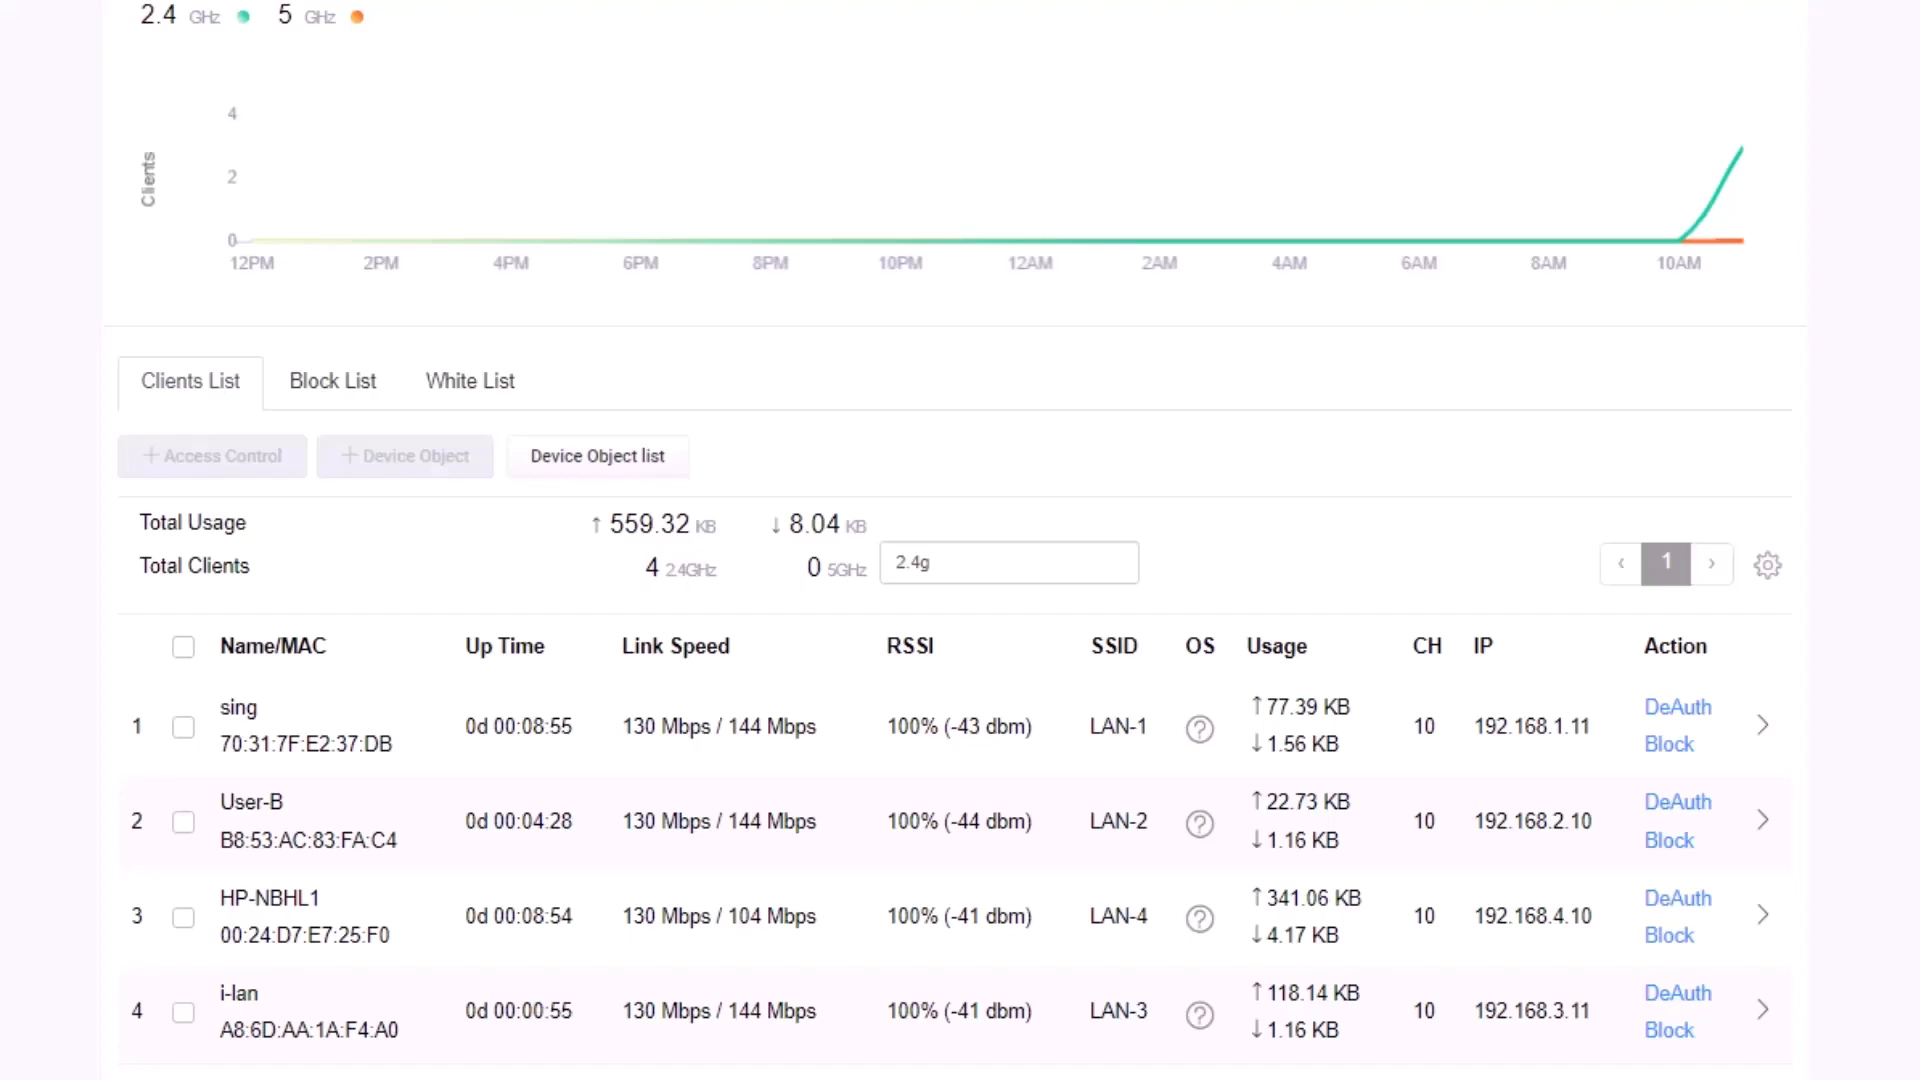 2.4 GHz 5 GHz
4
Clients
2
0
12PM 2PM 4PM 6PM 8PM 10PM 12AM 2AM 4AM 6AM 8AM 10AM
Clients List Block List White List
+ Access Control + Device Object Device Object list
Total Usage ↑ 559.32 KB ↓ 8.04 KB
Total Clients 4 2.4GHz 0 5GHz 2.4g ‹ 1 ›
Name/MAC Up Time Link Speed RSSI SSID OS Usage CH IP Action
sing ↑77.39 KB DeAuth
1 0d 00:08:55 130 Mbps / 144 Mbps 100% (-43 dbm) LAN-1 ? 10 192.168.1.11 >
70:31:7F:E2:37:DB ↓1.56 KB Block
User-B ↑22.73 KB DeAuth
2 0d 00:04:28 130 Mbps / 144 Mbps 100% (-44 dbm) LAN-2 ? 10 192.168.2.10 >
B8:53:AC:83:FA:C4 ↓1.16 KB Block
HP-NBHL1 ↑341.06 KB DeAuth
3 0d 00:08:54 130 Mbps / 104 Mbps 100% (-41 dbm) LAN-4 ? 10 192.168.4.10 >
00:24:D7:E7:25:F0 ↓4.17 KB Block
i-lan ↑118.14 KB DeAuth
4 0d 00:00:55 130 Mbps / 144 Mbps 100% (-41 dbm) LAN-3 ? 10 192.168.3.11 >
A8:6D:AA:1A:F4:A0 ↓1.16 KB Block